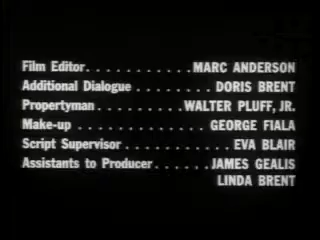 Film Editor . . . . . . . . . . . MARC ANDERSON
Additional Dialogue . . . . . . . . DORIS BRENT
Propertyman . . . . . . . . . WALTER PLUFF, JR.
Make-up . . . . . . . . . . . . . GEORGE FIALA
Script Supervisor . . . . . . . . . . . EVA BLAIR
Assistants to Producer . . . . . . JAMES GEALIS
LINDA BRENT